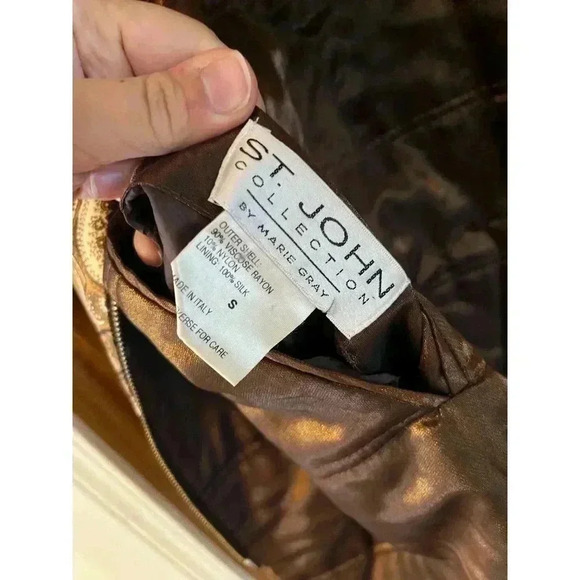 ST. JOHN
COLLECTION
BY MARIE GRAY
OUTER SHELL:
90% VISCOSE RAYON
10% NYLON
LINING: 100% SILK
S
MADE IN ITALY
REVERSE FOR CARE